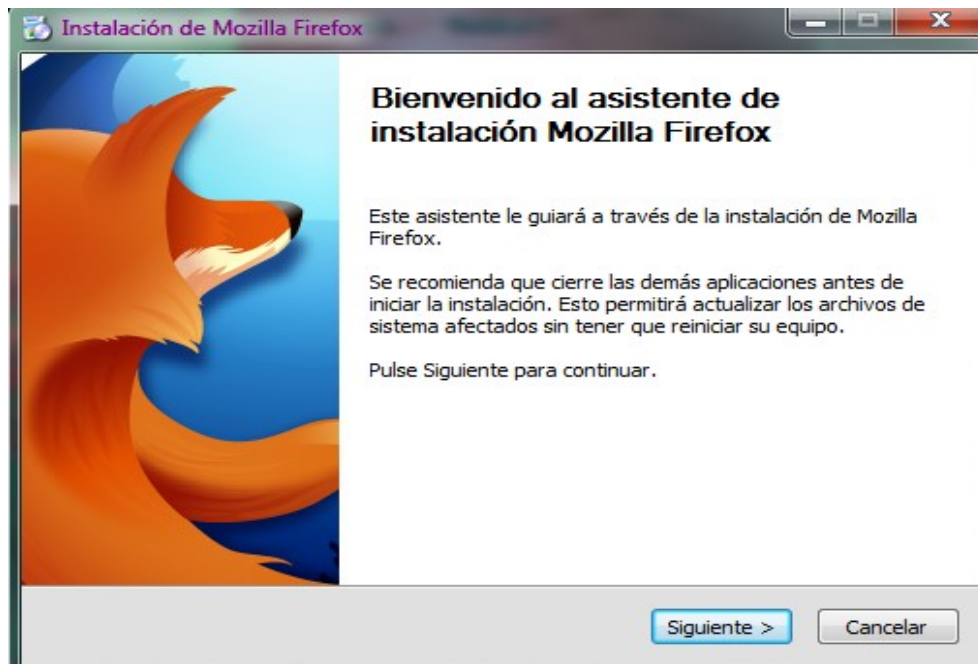 Instalación de Mozilla Firefox
Bienvenido al asistente de
instalación Mozilla Firefox
Este asistente le guiará a través de la instalación de Mozilla
Firefox.
Se recomienda que cierre las demás aplicaciones antes de
iniciar la instalación. Esto permitirá actualizar los archivos de
sistema afectados sin tener que reiniciar su equipo.
Pulse Siguiente para continuar.
Siguiente >
Cancelar